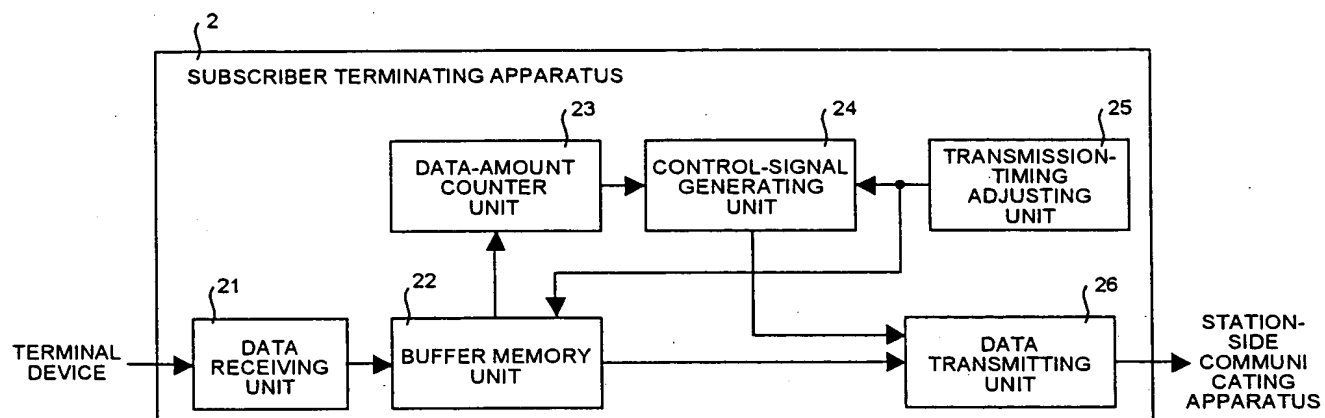 2
SUBSCRIBER TERMINATING APPARATUS
23
DATA-AMOUNT
COUNTER
UNIT
24
CONTROL-SIGNAL
GENERATING
UNIT
25
TRANSMISSION-
TIMING
ADJUSTING
UNIT
TERMINAL
DEVICE
21
DATA
RECEIVING
UNIT
22
BUFFER MEMORY
UNIT
26
DATA
TRANSMITTING
UNIT
STATION-
SIDE
COMMUNI
CATING
APPARATUS